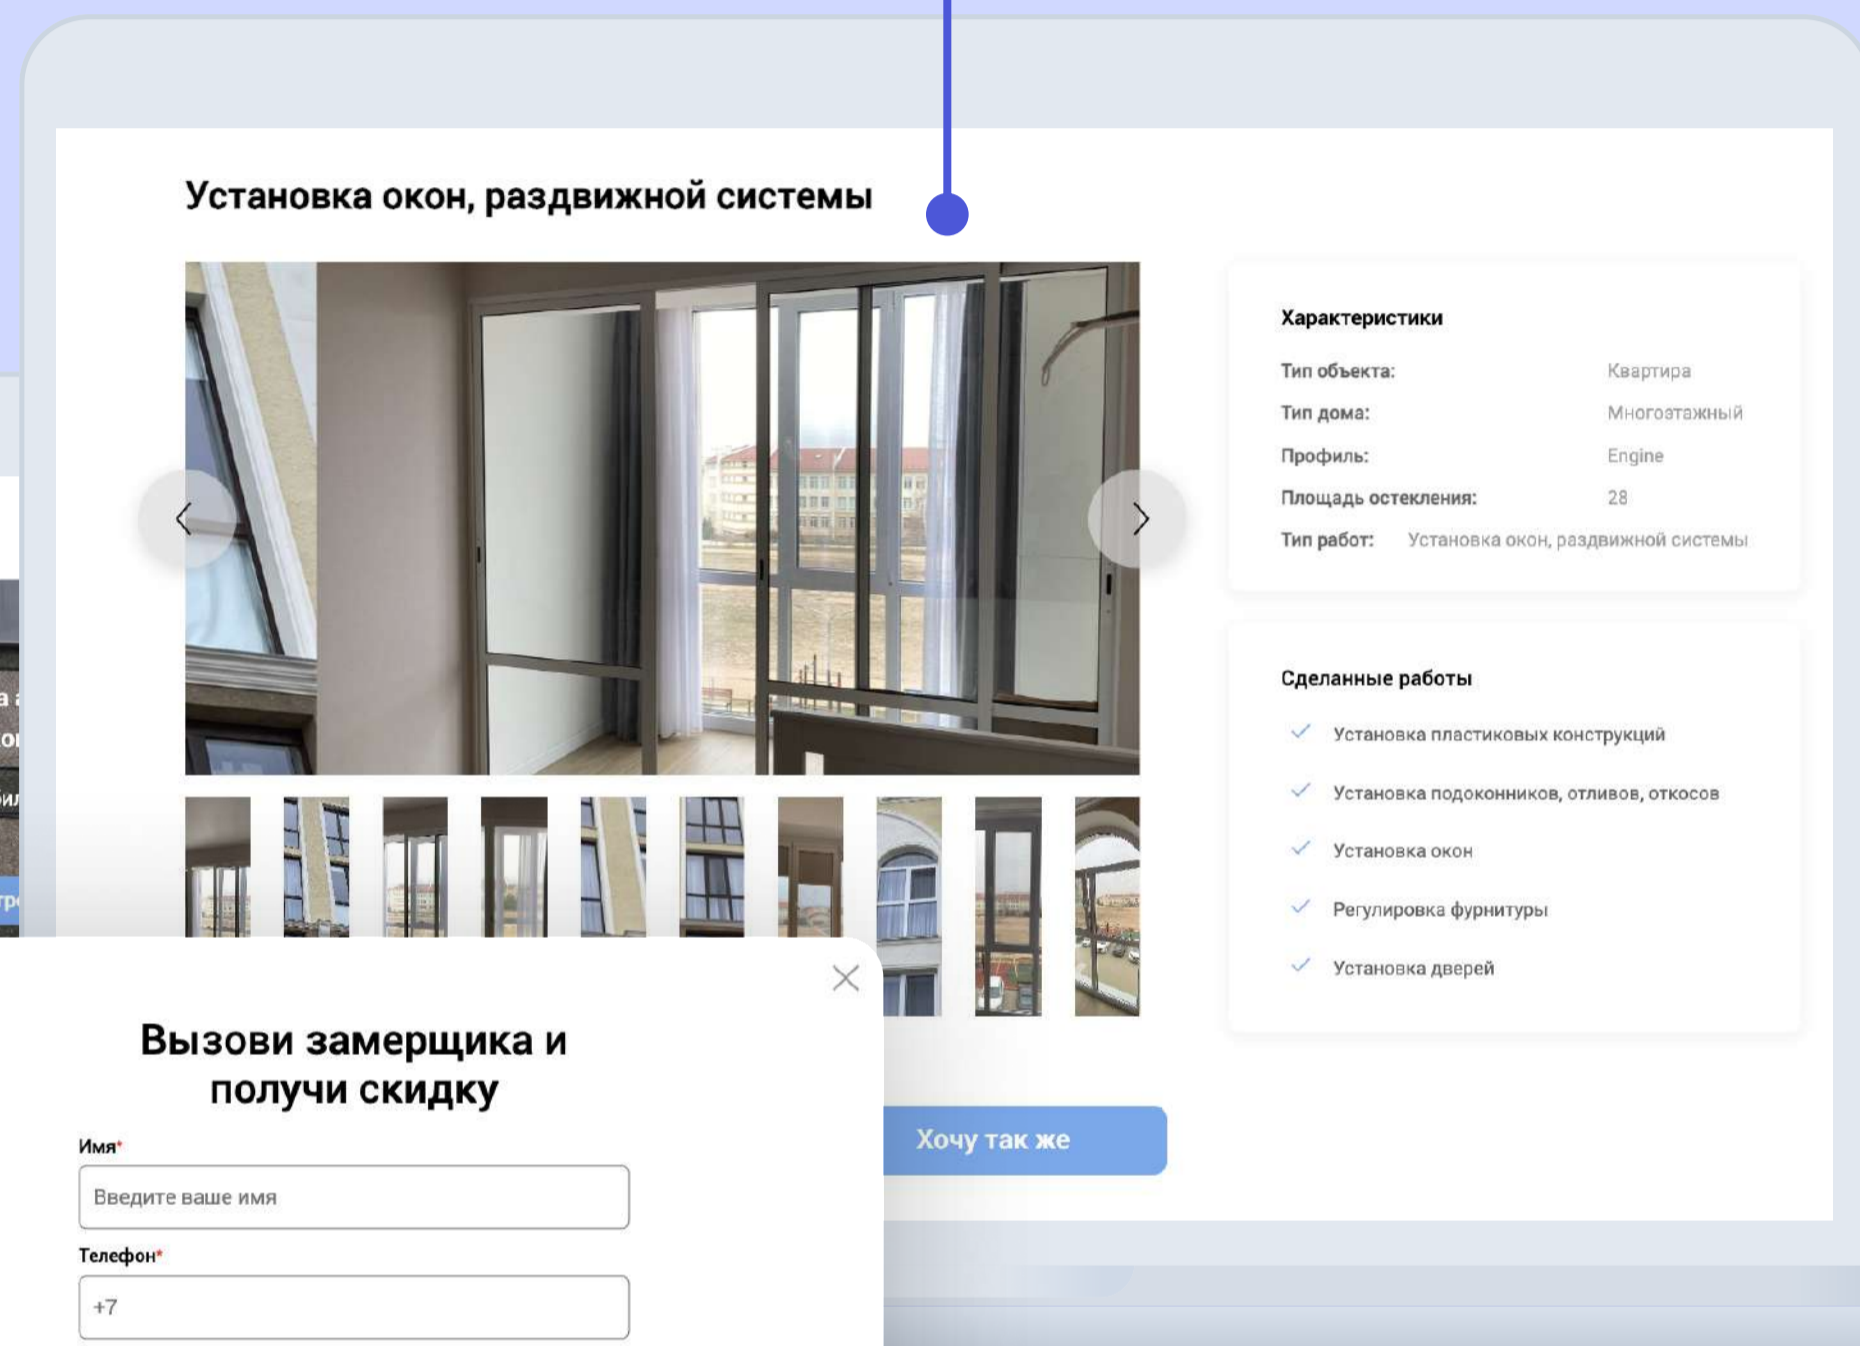 Установка окон, раздвижной системы
Характеристики
Тип объекта: Квартира
Тип дома: Многоэтажный
Профиль: Engine
Площадь остекления: 28
Тип работ: Установка окон, раздвижной системы
Сделанные работы
Установка пластиковых конструкций
Установка подоконников, отливов, откосов
Установка окон
Регулировка фурнитуры
Установка дверей
Хочу так же
Вызови замерщика и
получи скидку
Имя*
Введите ваше имя
Телефон*
+7